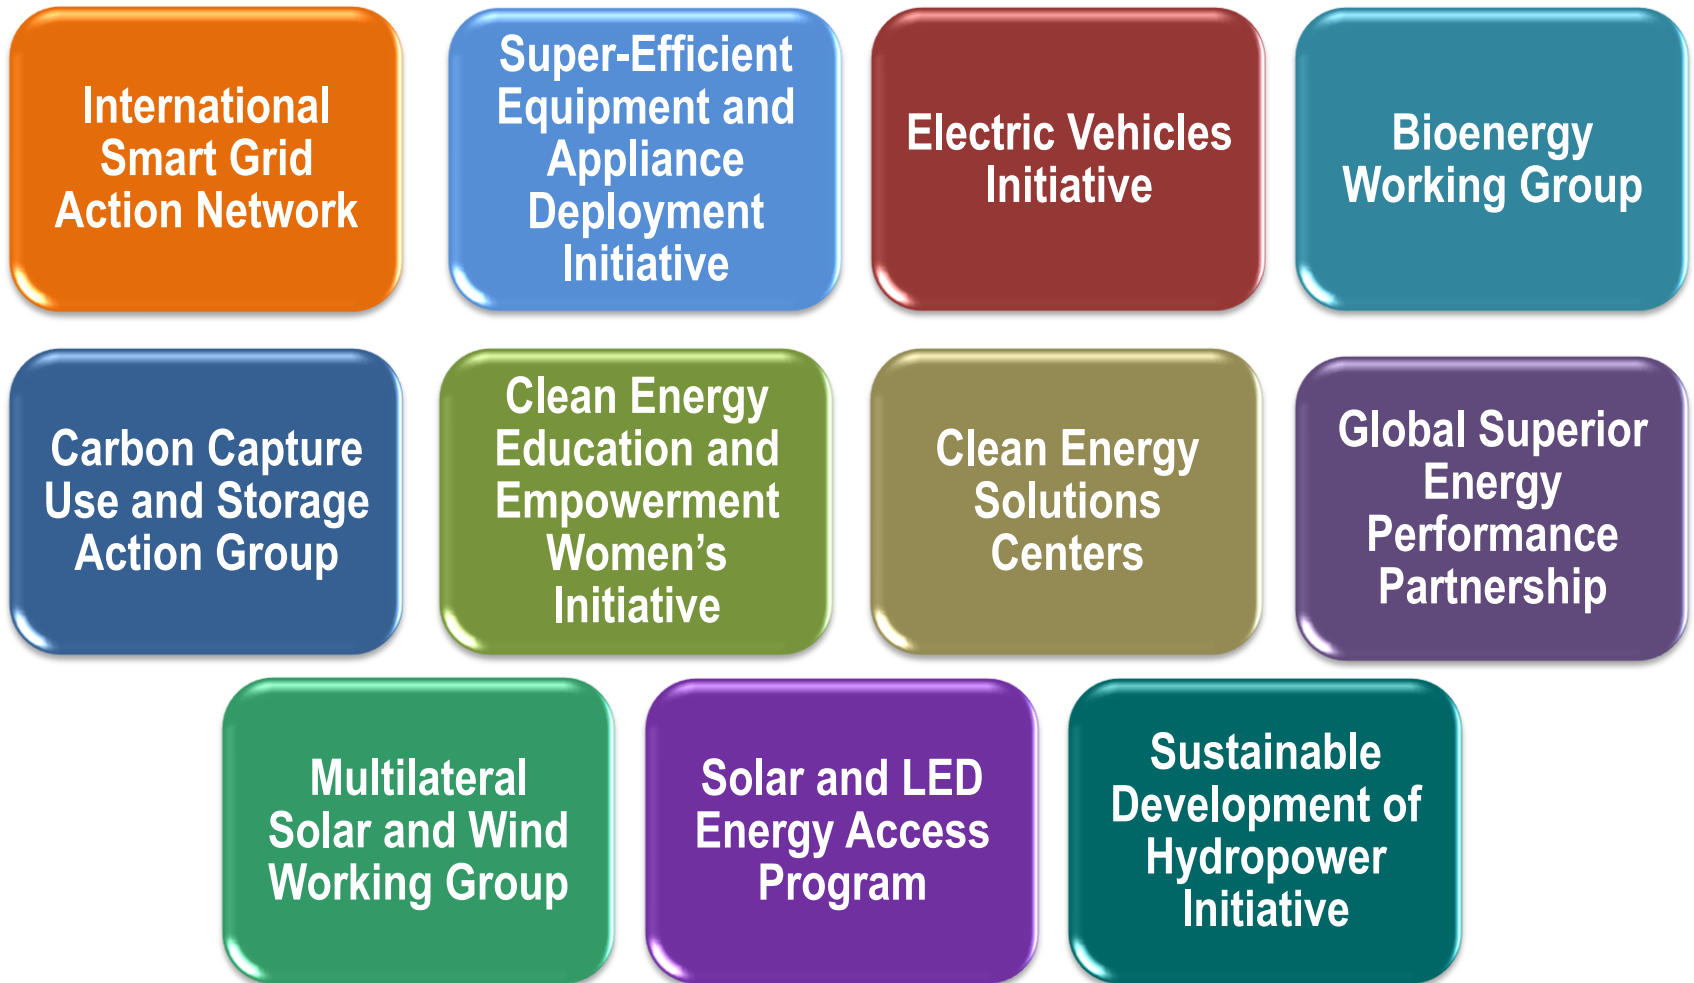 International
Smart Grid
Action Network
Super-Efficient
Equipment and
Appliance
Deployment
Initiative
Electric Vehicles
Initiative
Bioenergy
Working Group
Carbon Capture
Use and Storage
Action Group
Clean Energy
Education and
Empowerment
Women’s
Initiative
Clean Energy
Solutions
Centers
Global Superior
Energy
Performance
Partnership
Multilateral
Solar and Wind
Working Group
Solar and LED
Energy Access
Program
Sustainable
Development of
Hydropower
Initiative